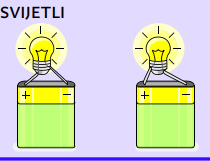 SVIJETLI
+ − + −